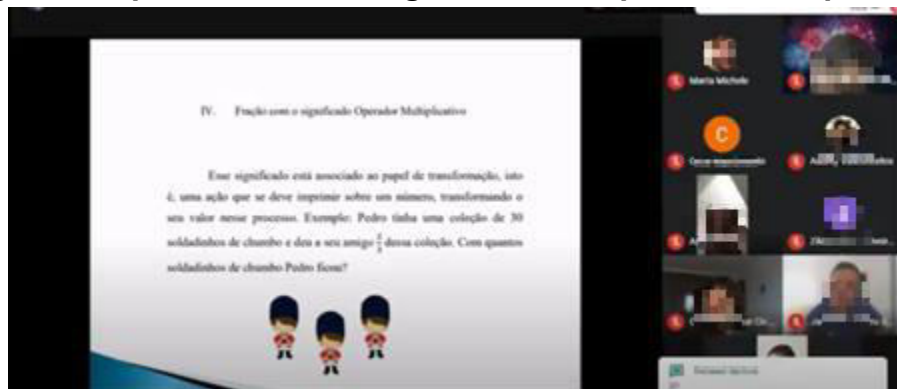 IV. Fração com o significado Operador Multiplicativo
Esse significado está associado ao papel de transformação, isto
é, uma ação que se deve imprimir sobre um número, transformando o
seu valor nesse processo. Exemplo: Pedro tinha uma coleção de 30
soldadinhos de chumbo e deu a seu amigo dessa coleção. Com quantos
soldadinhos de chumbo Pedro ficou?
Marta Michele
C